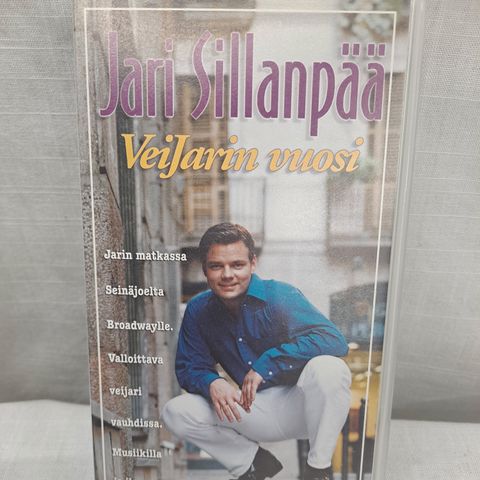 Jari Sillanpää
VeiJarin vuosi
Jarin matkassa
Seinäjoelta
Broadwaylle.
Valloittava
veijari
vauhdissa.
Musiikilla